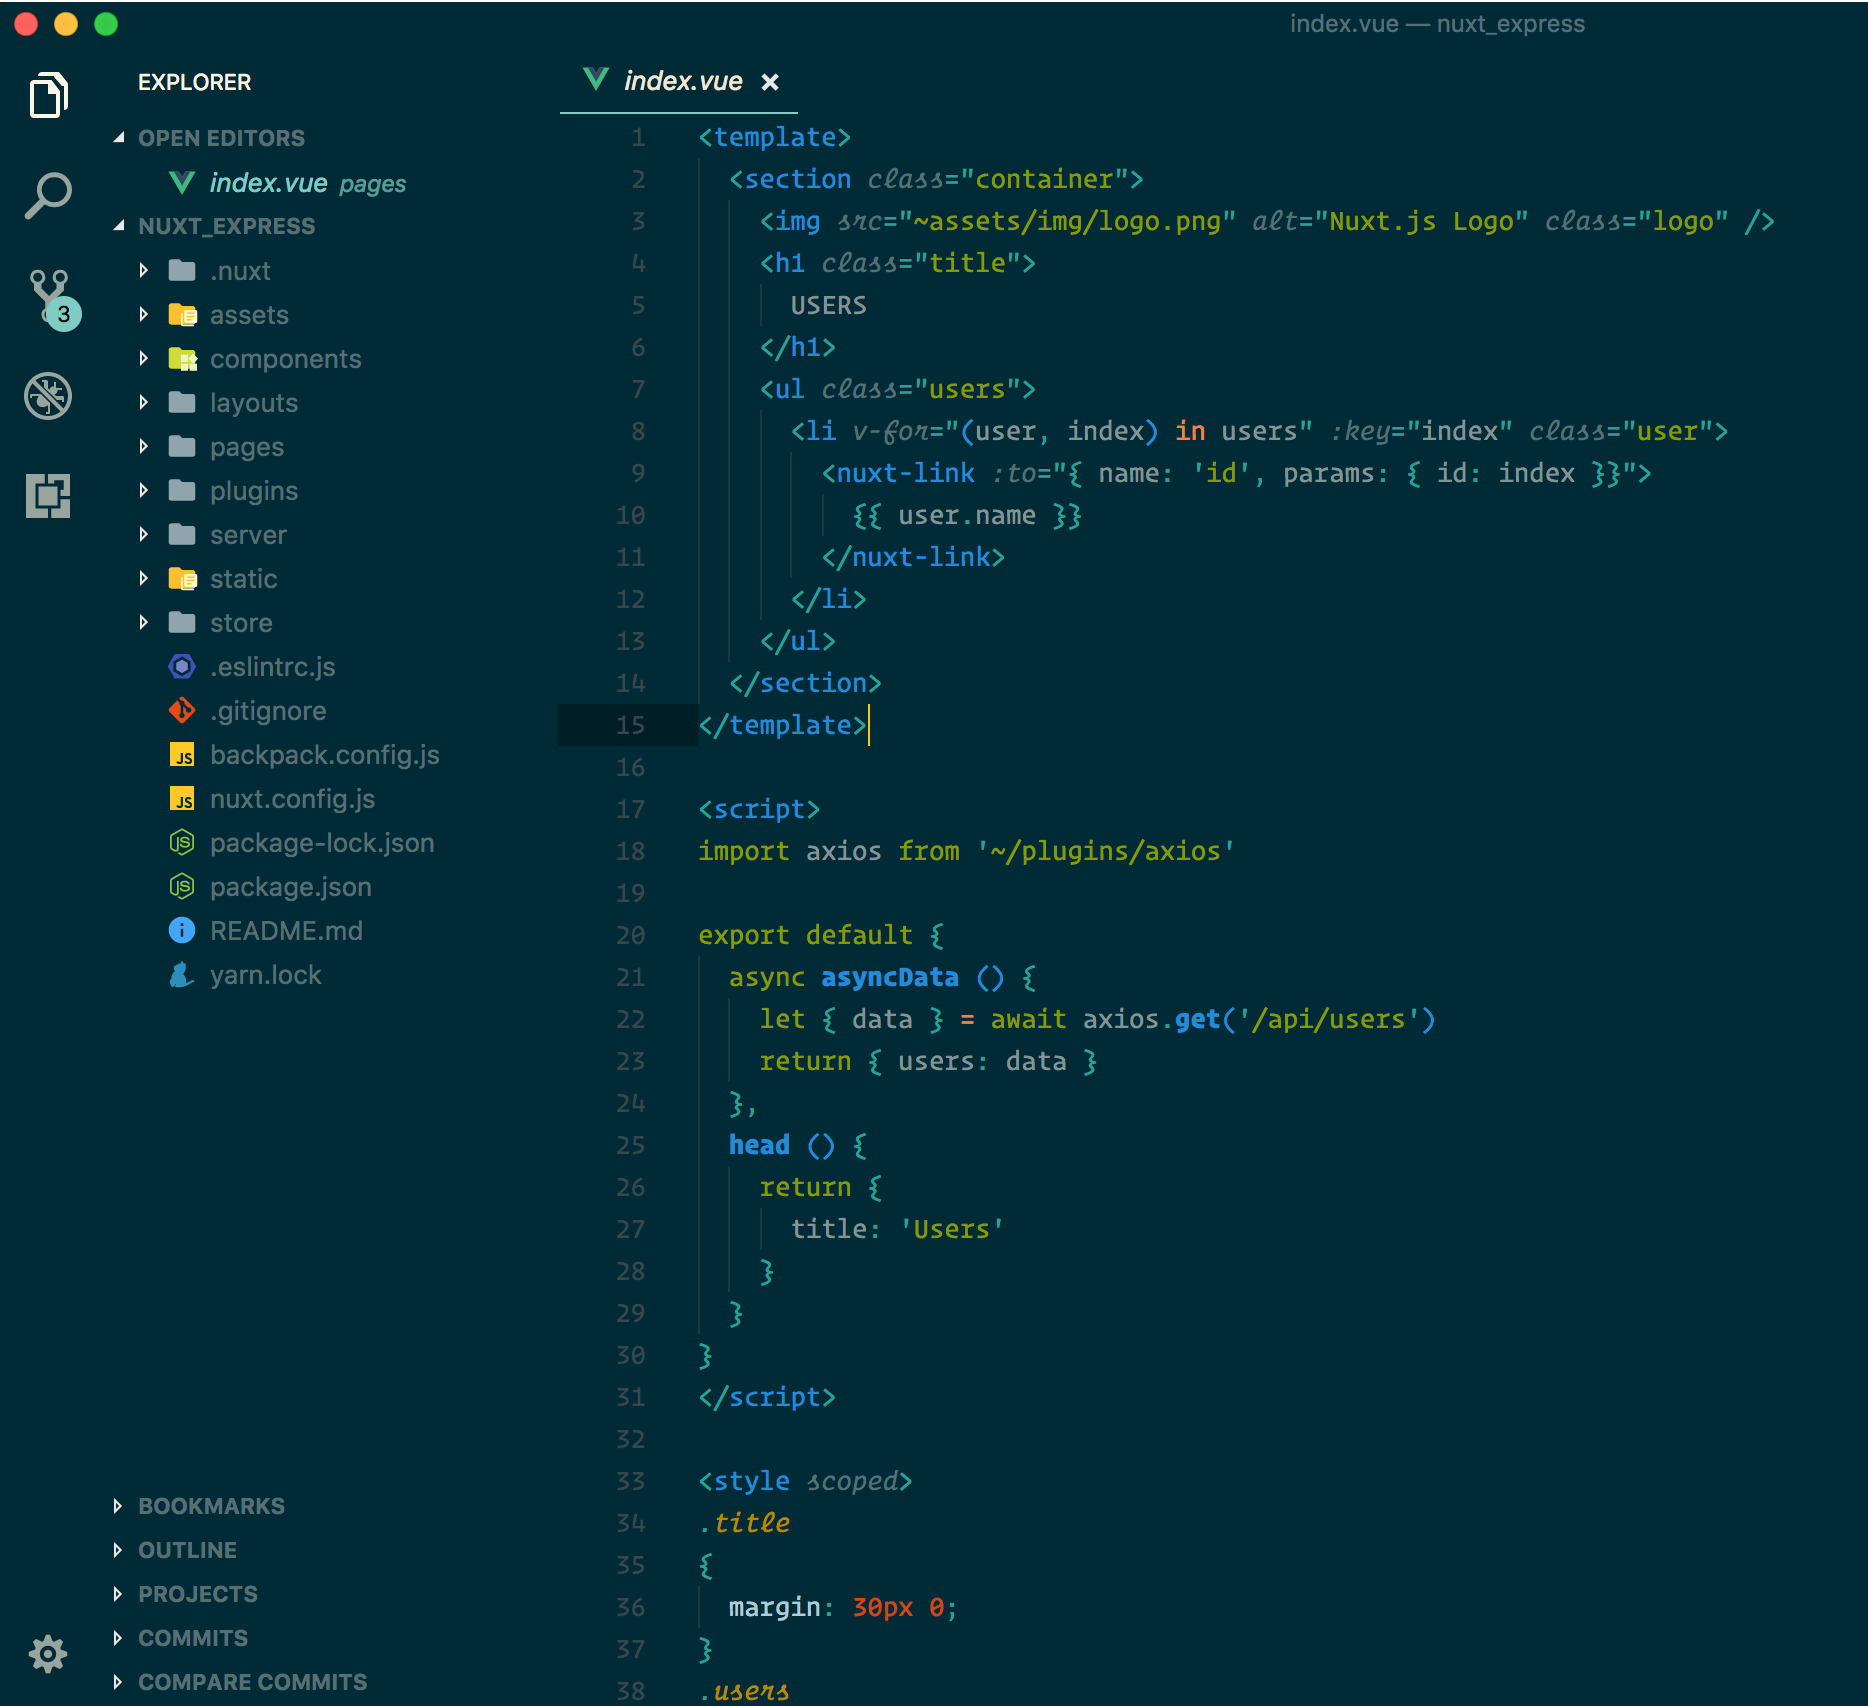 index.vue — nuxt_express
EXPLORER
OPEN EDITORS
index.vue pages
NUXT_EXPRESS
.nuxt
assets
3
components
layouts
pages
plugins
server
static
store
.eslintrc.js
.gitignore
JS backpack.config.js
JS nuxt.config.js
JS package-lock.json
JS package.json
i README.md
yarn.lock
BOOKMARKS
OUTLINE
PROJECTS
COMMITS
COMPARE COMMITS
index.vue ×
1 <template>
2 <section class="container">
3 <img src="~assets/img/logo.png" alt="Nuxt.js Logo" class="logo" />
4 <h1 class="title">
5 USERS
6 </h1>
7 <ul class="users">
8 <li v-for="(user, index) in users" :key="index" class="user">
9 <nuxt-link :to="{ name: 'id', params: { id: index }}">
10 {{ user.name }}
11 </nuxt-link>
12 </li>
13 </ul>
14 </section>
15 </template>
16
17 <script>
18 import axios from '~/plugins/axios'
19
20 export default {
21 async asyncData () {
22 let { data } = await axios.get('/api/users')
23 return { users: data }
24 },
25 head () {
26 return {
27 title: 'Users'
28 }
29 }
30 }
31 </script>
32
33 <style scoped>
34 .title
35 {
36 margin: 30px 0;
37 }
38 .users